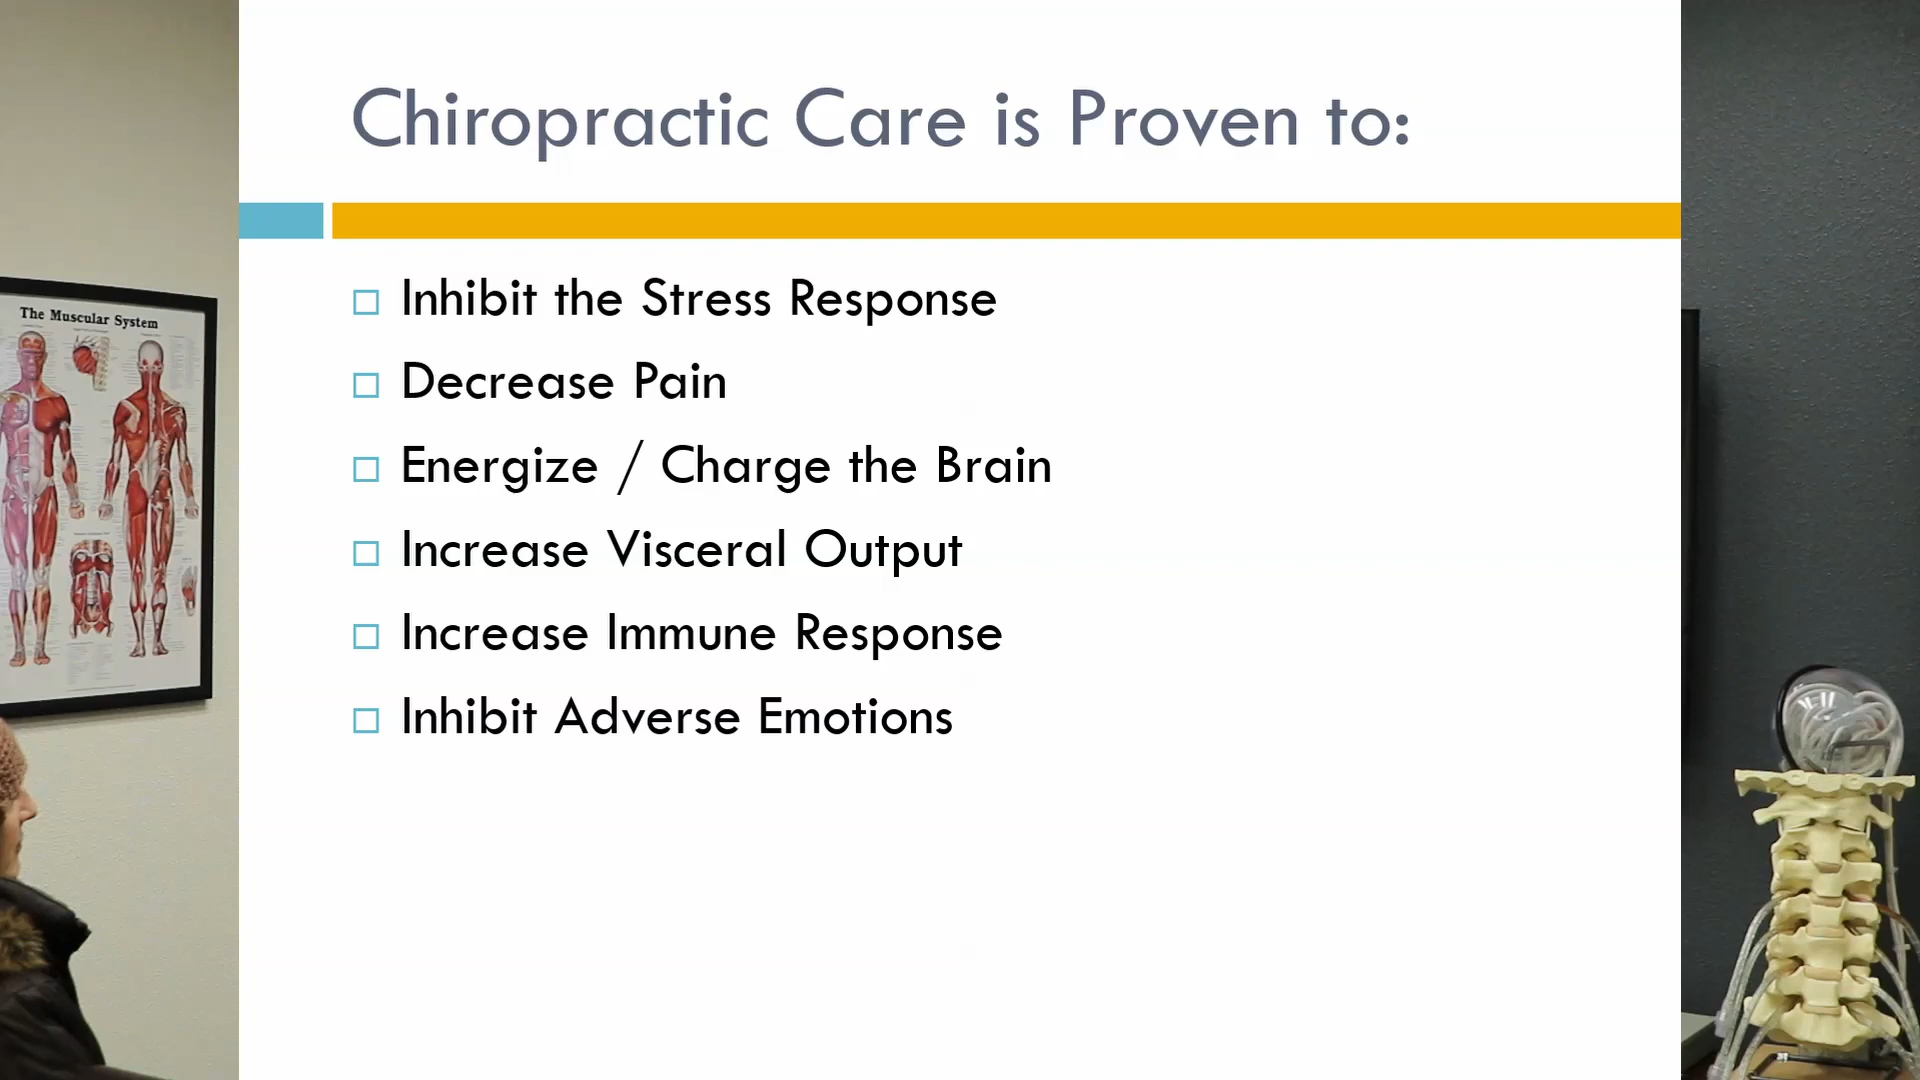 Chiropractic Care is Proven to:
Inhibit the Stress Response
Decrease Pain
Energize / Charge the Brain
Increase Visceral Output
Increase Immune Response
Inhibit Adverse Emotions
The Muscular System